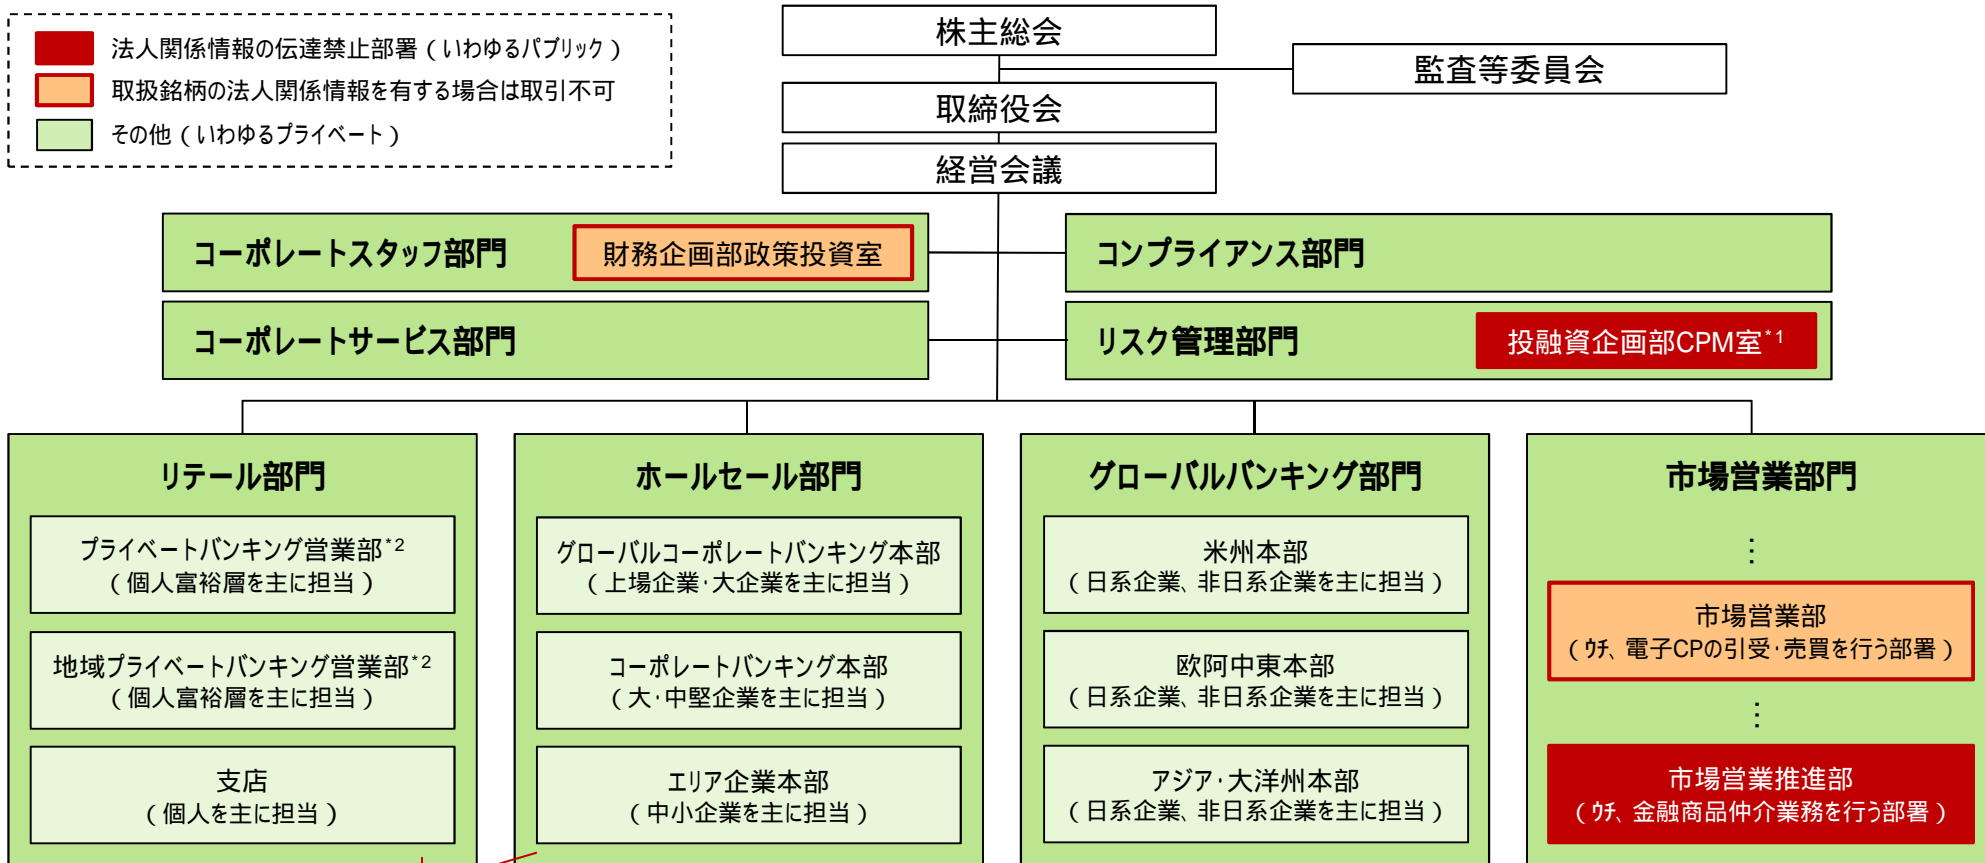 法人関係情報の伝達禁止部署（いわゆるパブリック）
取扱銘柄の法人関係情報を有する場合は取引不可
その他（いわゆるプライベート）
株主総会
監査等委員会
取締役会
経営会議
コーポレートスタッフ部門
財務企画部政策投資室
コンプライアンス部門
コーポレートサービス部門
リスク管理部門
投融資企画部CPM室*1
リテール部門
プライベートバンキング営業部*2
（個人富裕層を主に担当）
地域プライベートバンキング営業部*2
（個人富裕層を主に担当）
支店
（個人を主に担当）
ホールセール部門
グローバルコーポレートバンキング本部
（上場企業・大企業を主に担当）
コーポレートバンキング本部
（大・中堅企業を主に担当）
エリア企業本部
（中小企業を主に担当）
グローバルバンキング部門
米州本部
（日系企業、非日系企業を主に担当）
欧阿中東本部
（日系企業、非日系企業を主に担当）
アジア・大洋州本部
（日系企業、非日系企業を主に担当）
市場営業部門
⋮
市場営業部
（ウチ、電子CPの引受・売買を行う部署）
⋮
市場営業推進部
（ウチ、金融商品仲介業務を行う部署）